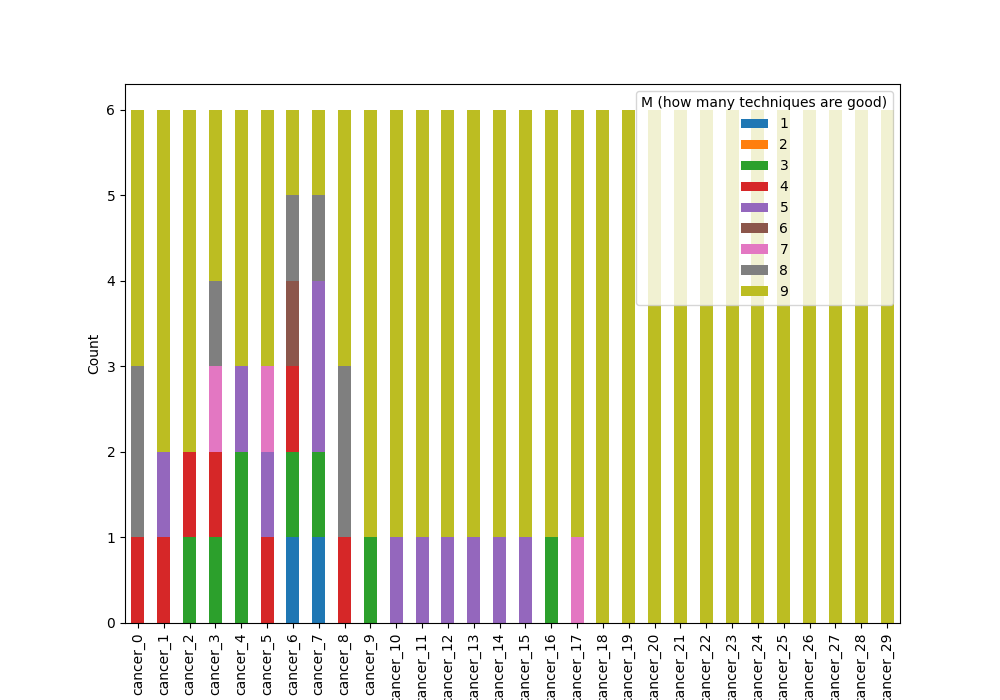 6
5
4
3
2
1
0
Count
M (how many techniques are good)
1
2
3
4
5
6
7
8
9
cancer_0
cancer_1
cancer_2
cancer_3
cancer_4
cancer_5
cancer_6
cancer_7
cancer_8
cancer_9
cancer_10
cancer_11
cancer_12
cancer_13
cancer_14
cancer_15
cancer_16
cancer_17
cancer_18
cancer_19
cancer_20
cancer_21
cancer_22
cancer_23
cancer_24
cancer_25
cancer_26
cancer_27
cancer_28
cancer_29